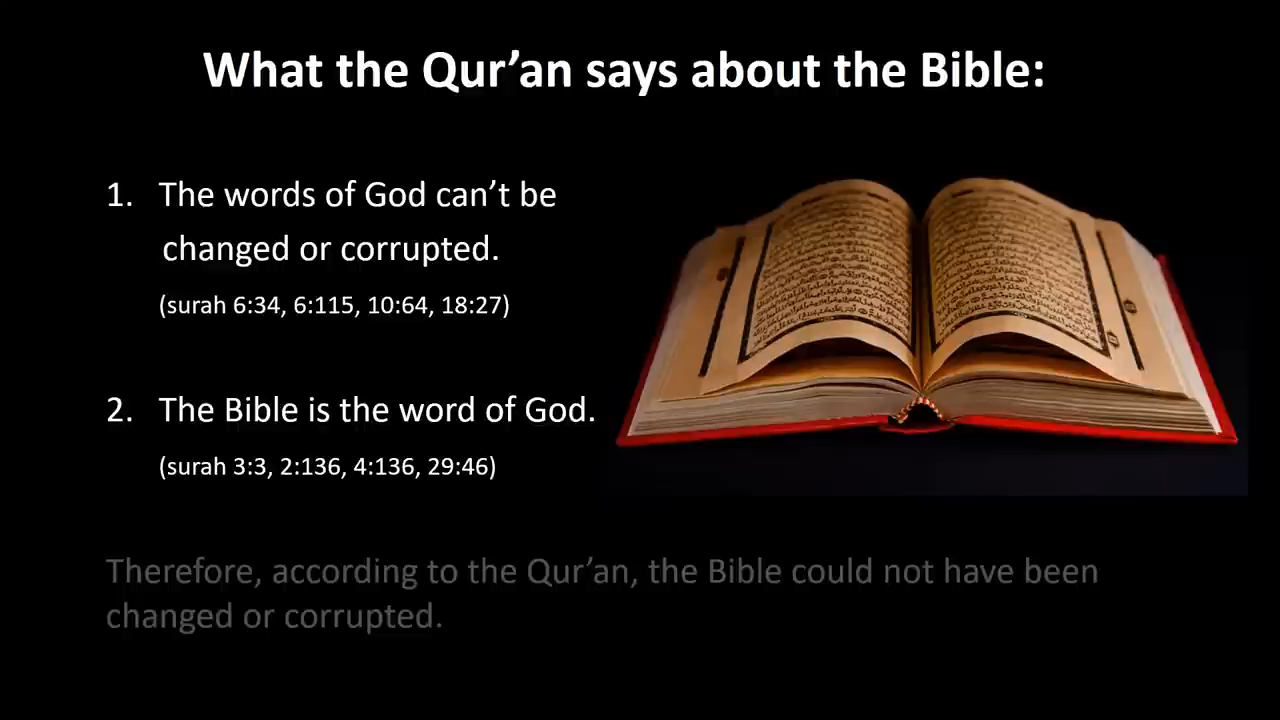 What the Qur’an says about the Bible:
1. The words of God can’t be
changed or corrupted.
(surah 6:34, 6:115, 10:64, 18:27)
2. The Bible is the word of God.
(surah 3:3, 2:136, 4:136, 29:46)
Therefore, according to the Qur’an, the Bible could not have been
changed or corrupted.